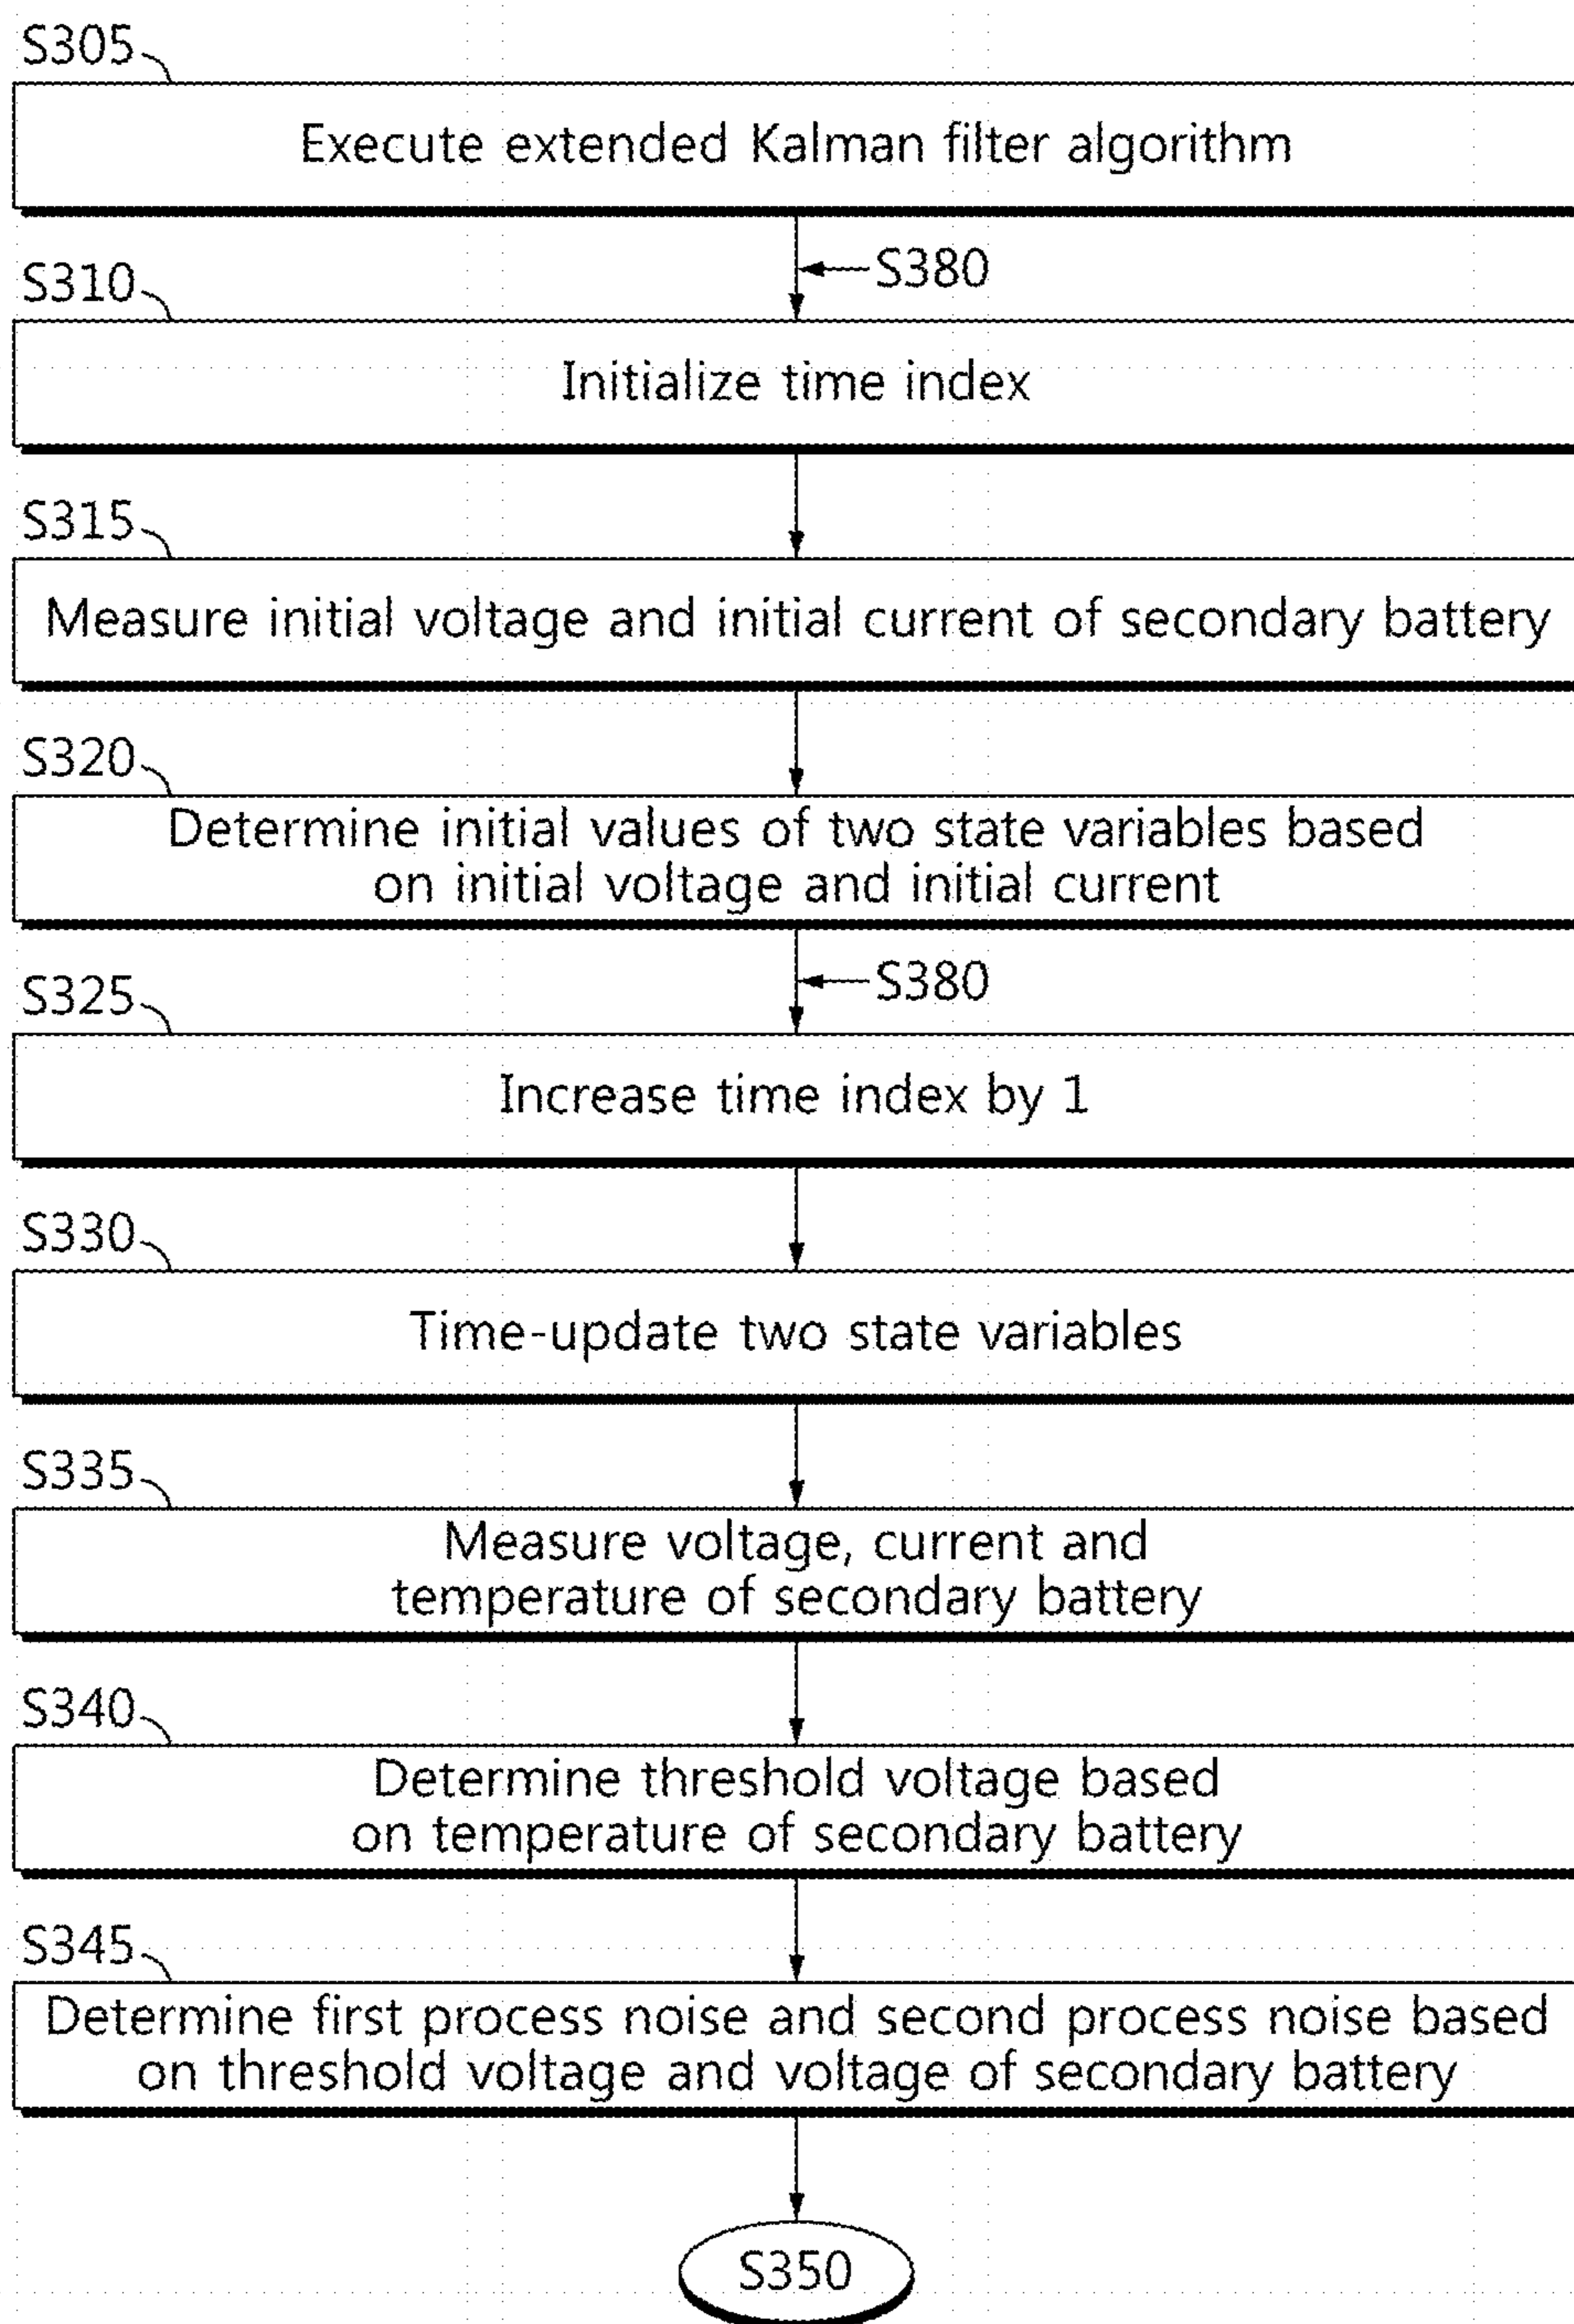 S305
Execute extended Kalman filter algorithm
S380
S310
Initialize time index
S315
Measure initial voltage and initial current of secondary battery
S320
Determine initial values of two state variables based
on initial voltage and initial current
S380
S325
Increase time index by 1
S330
Time-update two state variables
S335
Measure voltage, current and
temperature of secondary battery
S340
Determine threshold voltage based
on temperature of secondary battery
S345
Determine first process noise and second process noise based
on threshold voltage and voltage of secondary battery
S350